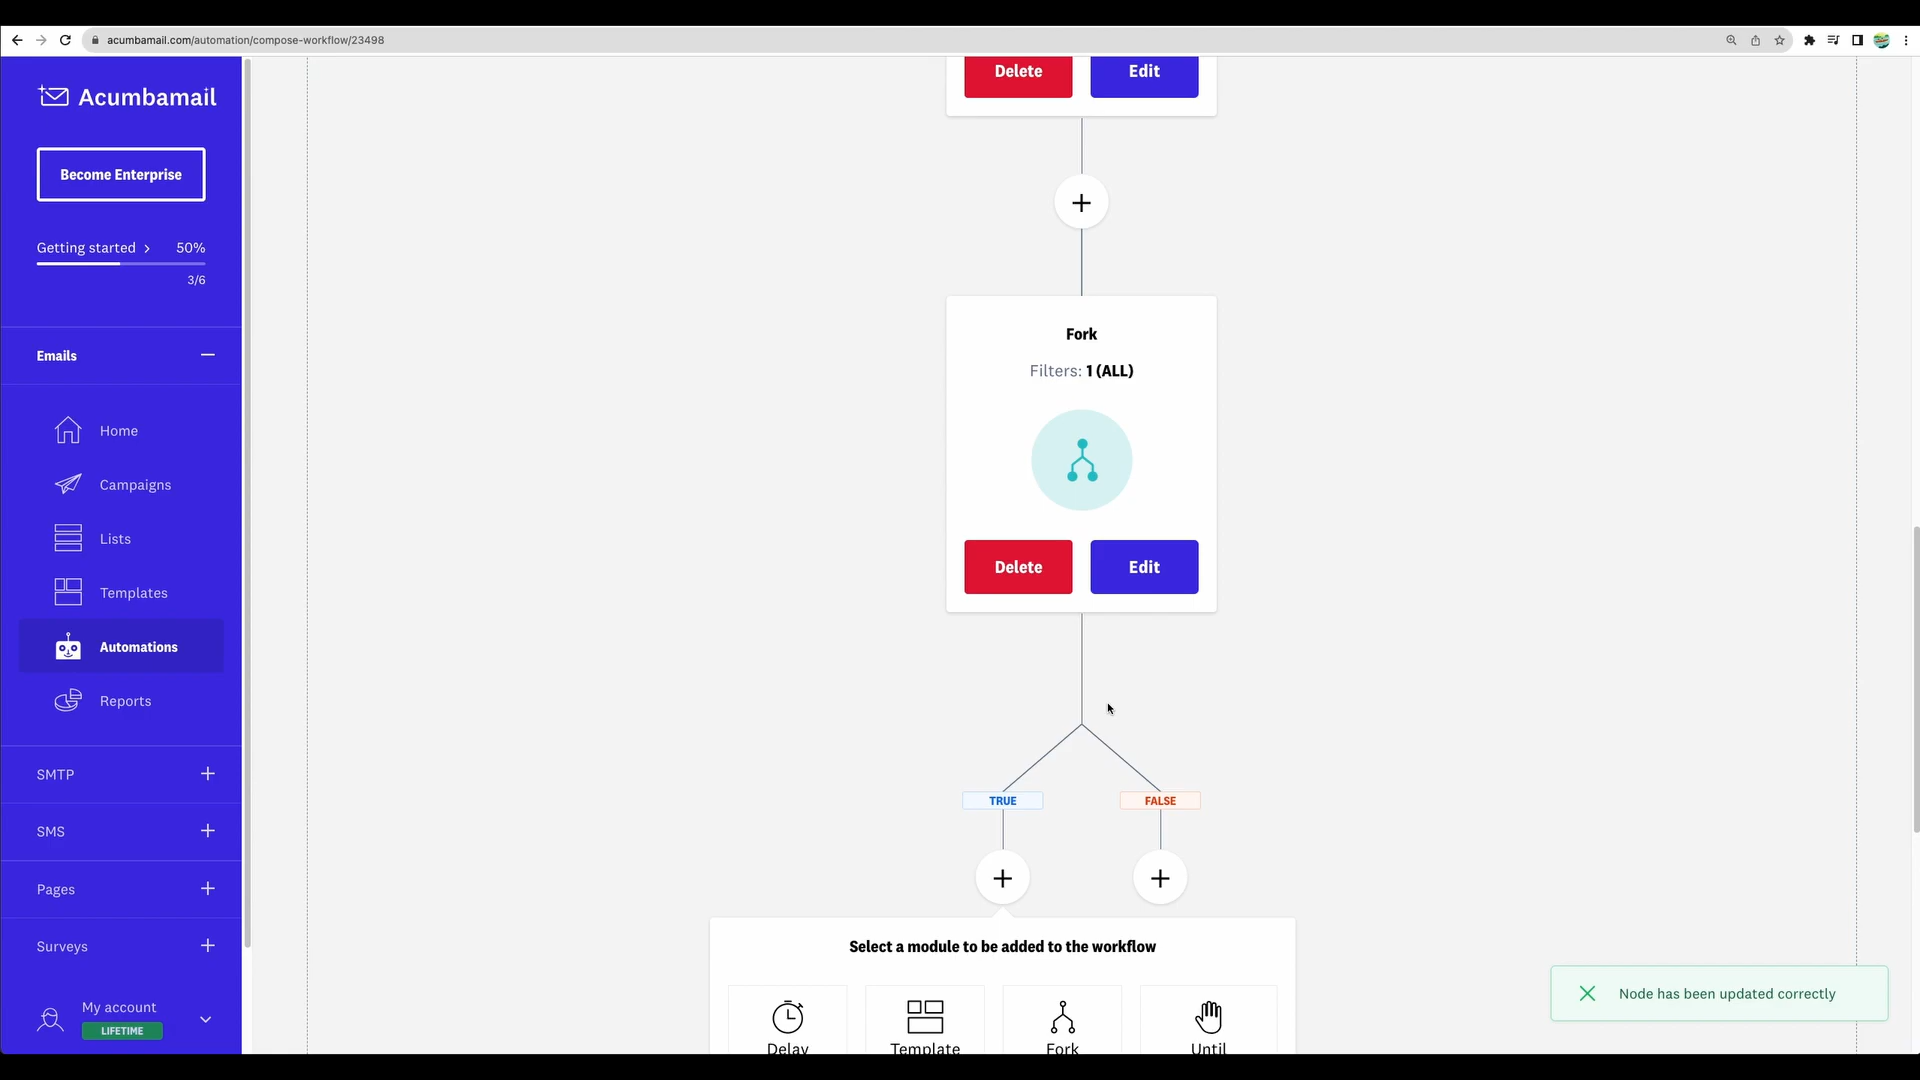 acumbamail.com/automation/compose-workflow/23498
Acumbamail
Become Enterprise
Getting started 50%
3/6
Emails
Home
Campaigns
Lists
Templates
Automations
Reports
SMTP
SMS
Pages
Surveys
My account
LIFETIME
Delete Edit
Fork
Filters: 1 (ALL)
Delete Edit
TRUE FALSE
Select a module to be added to the workflow
Delay Template Fork Until
Node has been updated correctly